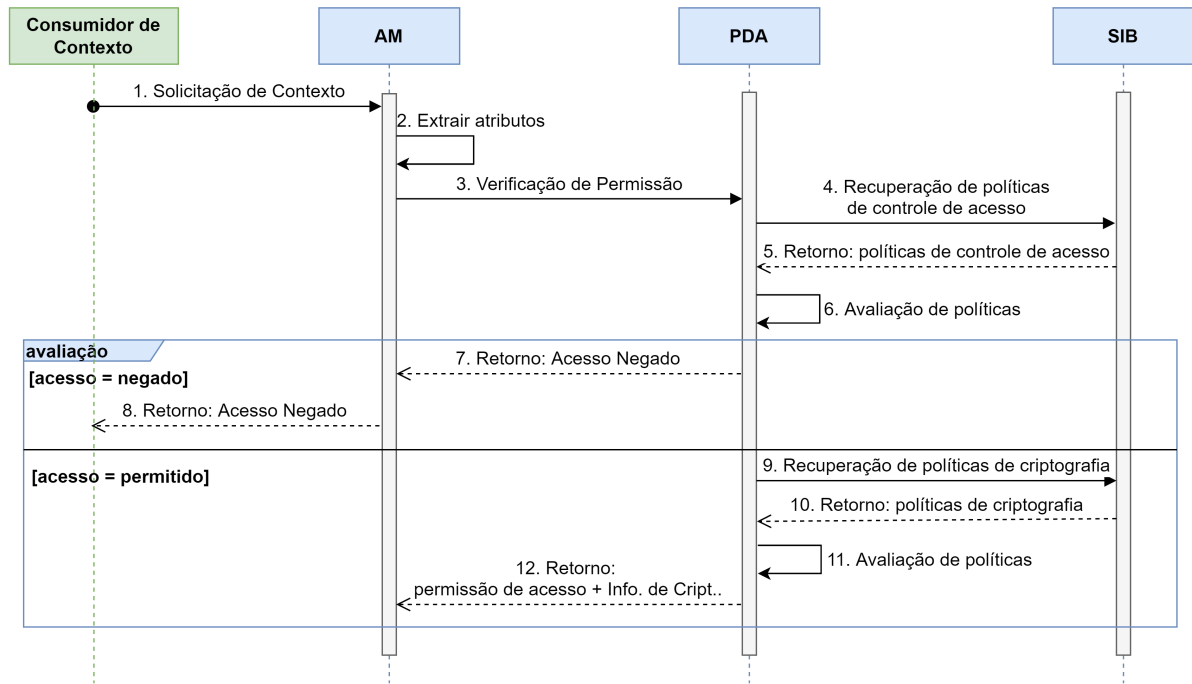 Consumidor de
Contexto
AM
PDA
SIB
1. Solicitação de Contexto
2. Extrair atributos
3. Verificação de Permissão
4. Recuperação de políticas
de controle de acesso
5. Retorno: políticas de controle de acesso
6. Avaliação de políticas
avaliação
[acesso = negado]
7. Retorno: Acesso Negado
8. Retorno: Acesso Negado
[acesso = permitido]
9. Recuperação de políticas de criptografia
10. Retorno: políticas de criptografia
11. Avaliação de políticas
12. Retorno:
permissão de acesso + Info. de Cript..